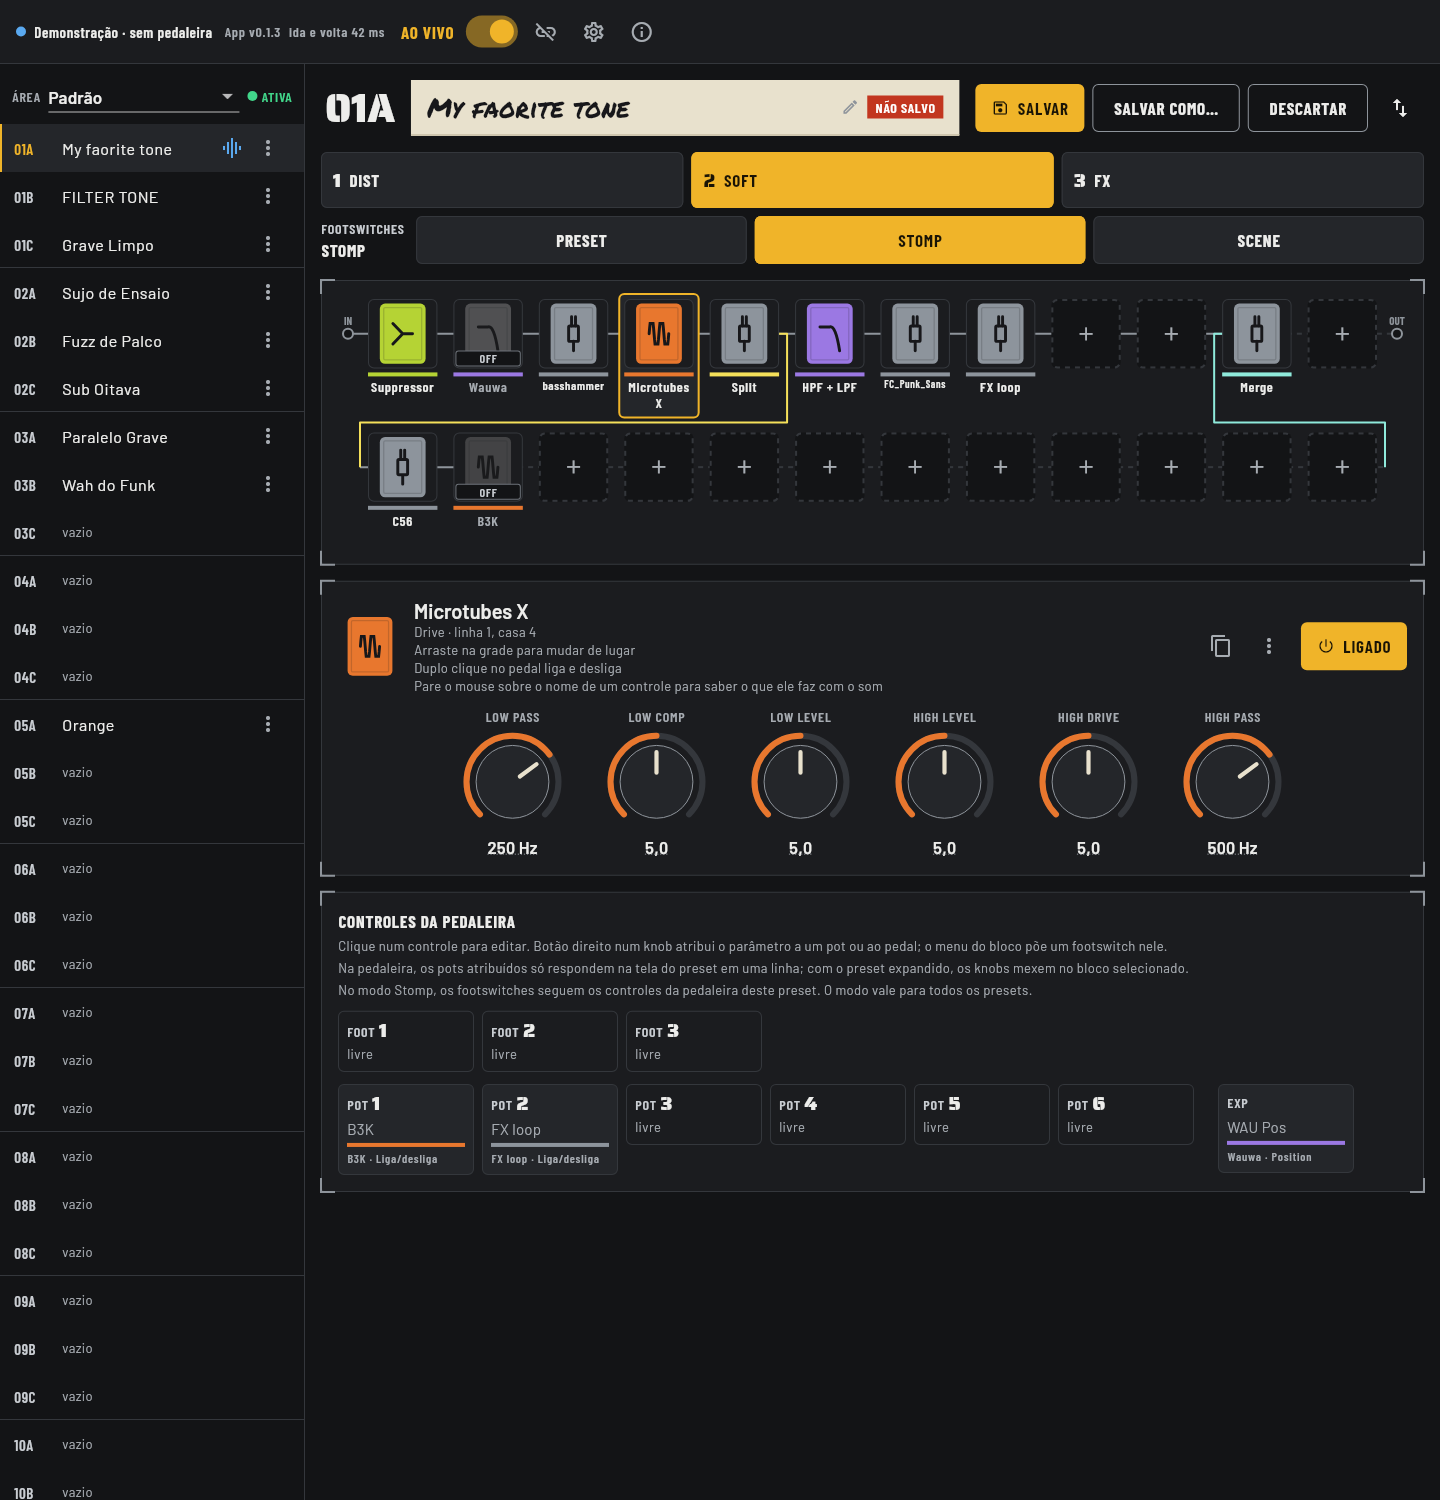 Demonstração · sem pedaleira App v0.1.3 Ida e volta 42 ms AO VIVO
ÁREA Padrão ATIVA
01A My faorite tone
01B FILTER TONE
01C Grave Limpo
02A Sujo de Ensaio
02B Fuzz de Palco
02C Sub Oitava
03A Paralelo Grave
03B Wah do Funk
03C vazio
04A vazio
04B vazio
04C vazio
05A Orange
05B vazio
05C vazio
06A vazio
06B vazio
06C vazio
07A vazio
07B vazio
07C vazio
08A vazio
08B vazio
08C vazio
09A vazio
09B vazio
09C vazio
10A vazio
10B vazio
01A My faorite tone NÃO SALVO SALVAR SALVAR COMO... DESCARTAR
1 DIST 2 SOFT 3 FX
FOOTSWITCHES
STOMP PRESET STOMP SCENE
IN OUT
OFF
Suppressor Wauwa basshammer Microtubes X Split HPF + LPF FC_Punk_Sans FX loop Merge
OFF
C56 B3K
Microtubes X
Drive · linha 1, casa 4
Arraste na grade para mudar de lugar
Duplo clique no pedal liga e desliga
Pare o mouse sobre o nome de um controle para saber o que ele faz com o som
LIGADO
LOW PASS LOW COMP LOW LEVEL HIGH LEVEL HIGH DRIVE HIGH PASS
250 Hz 5,0 5,0 5,0 5,0 500 Hz
CONTROLES DA PEDALEIRA
Clique num controle para editar. Botão direito num knob atribui o parâmetro a um pot ou ao pedal; o menu do bloco põe um footswitch nele.
Na pedaleira, os pots atribuídos só respondem na tela do preset em uma linha; com o preset expandido, os knobs mexem no bloco selecionado.
No modo Stomp, os footswitches seguem os controles da pedaleira deste preset. O modo vale para todos os presets.
FOOT 1 FOOT 2 FOOT 3
livre livre livre
POT 1 POT 2 POT 3 POT 4 POT 5 POT 6 EXP
B3K FX loop livre livre livre livre WAU Pos
B3K · Liga/desliga FX loop · Liga/desliga Wauwa · Position